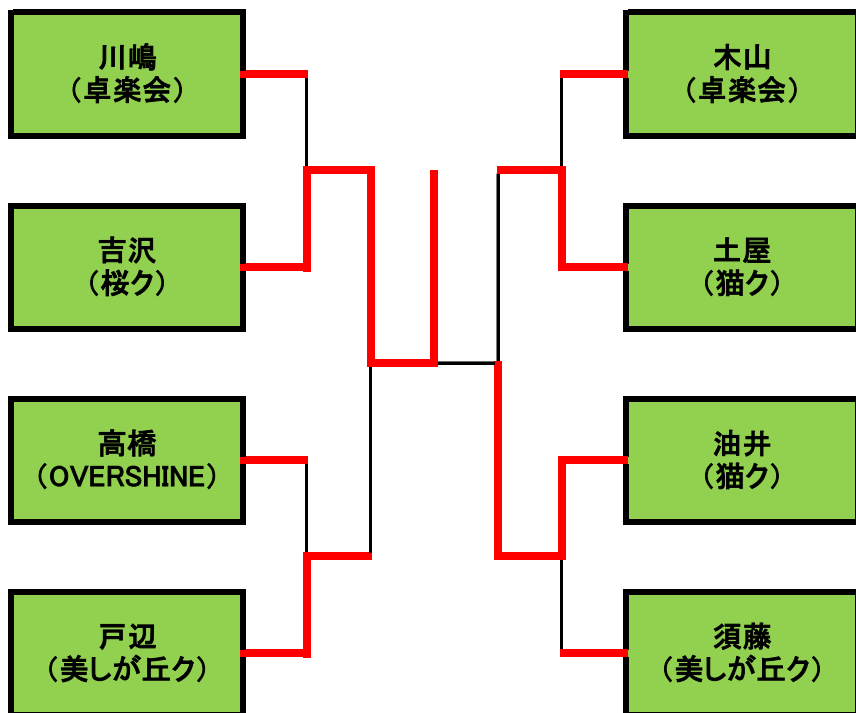 川嶋
（卓楽会）
吉沢
（桜ク）
高橋
（OVERSHINE）
戸辺
（美しが丘ク）
木山
（卓楽会）
土屋
（猫ク）
油井
（猫ク）
須藤
（美しが丘ク）